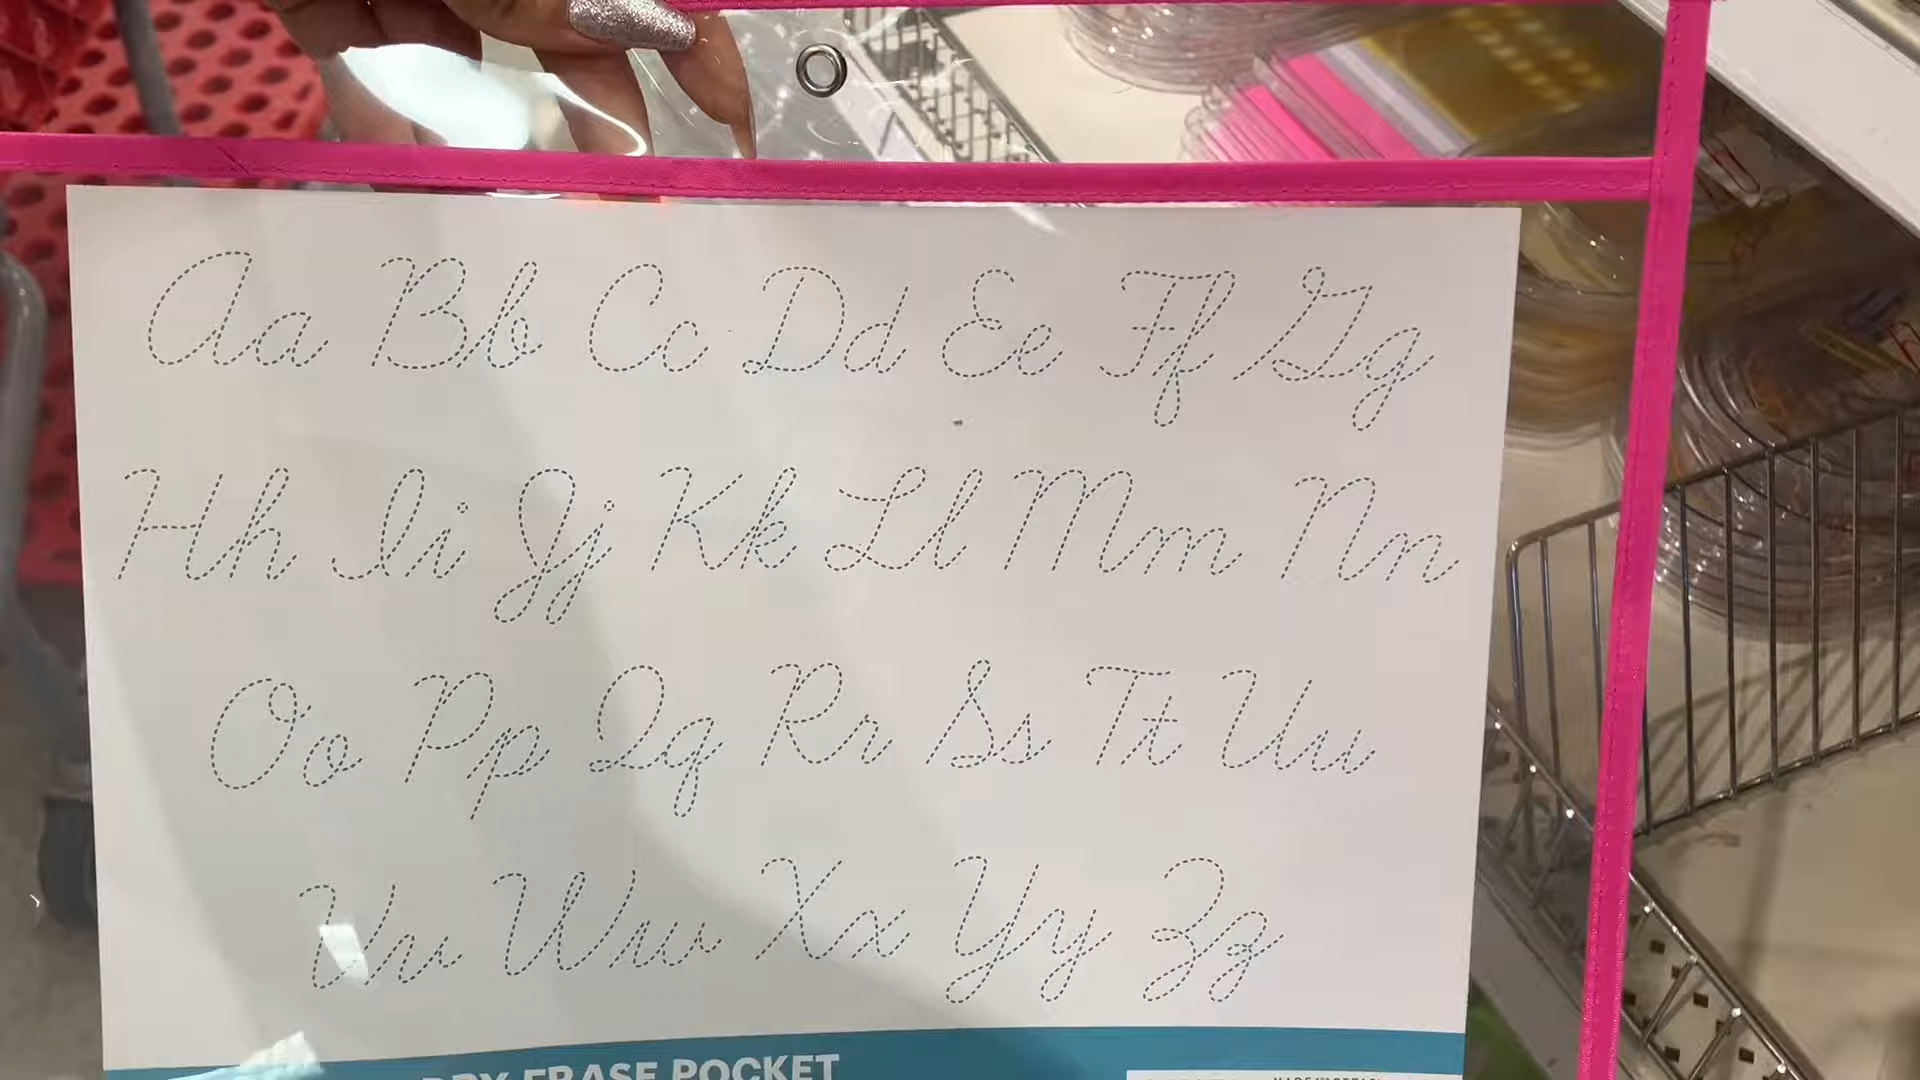 Aa Bb Cc Dd Ee Ff Gg
Hh Ii Jj Kk Ll Mm Nn
Oo Pp Qq Rr Ss Tt Uu
Vv Ww Xx Yy Zz
DRY ERASE POCKET